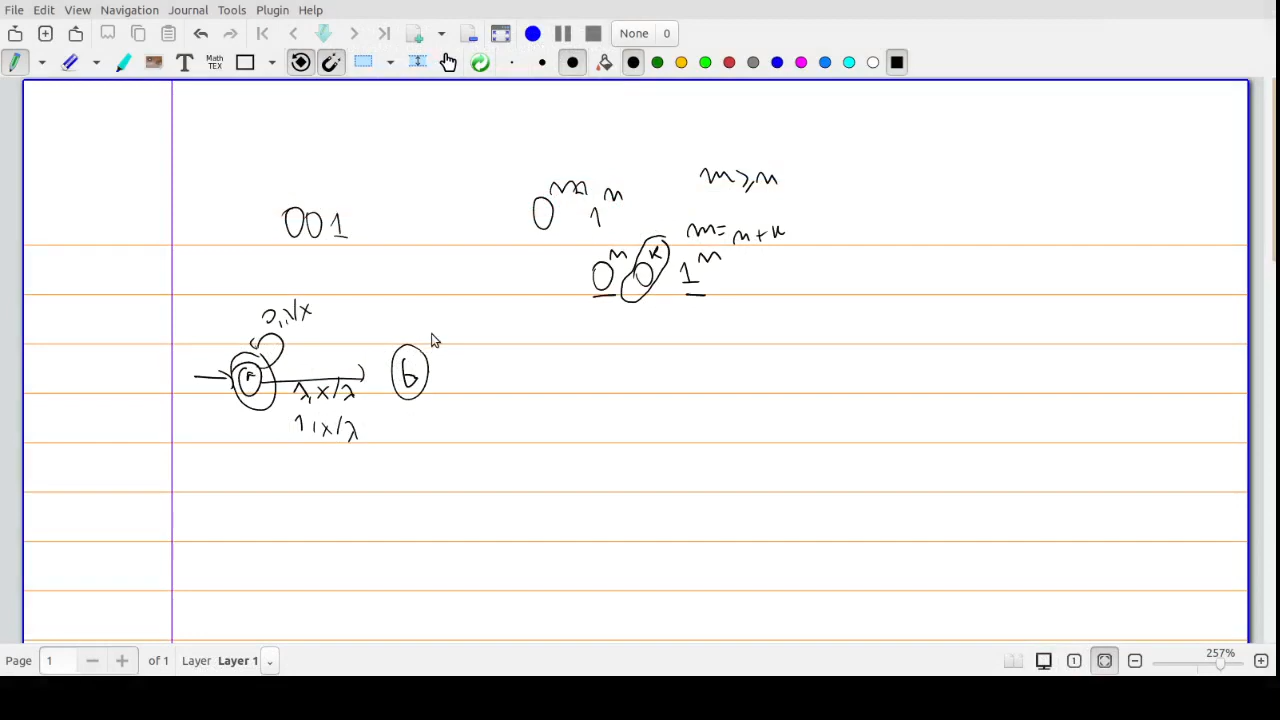 File Edit View Navigation Journal Tools Plugin Help
None 0
T Math TEX
m ≥ n
0^m 1^n
001
m = n + k
0^n 0^k 1^n
λ, x/λ
b
1, x/λ
Page 1 of 1 Layer Layer 1 257%